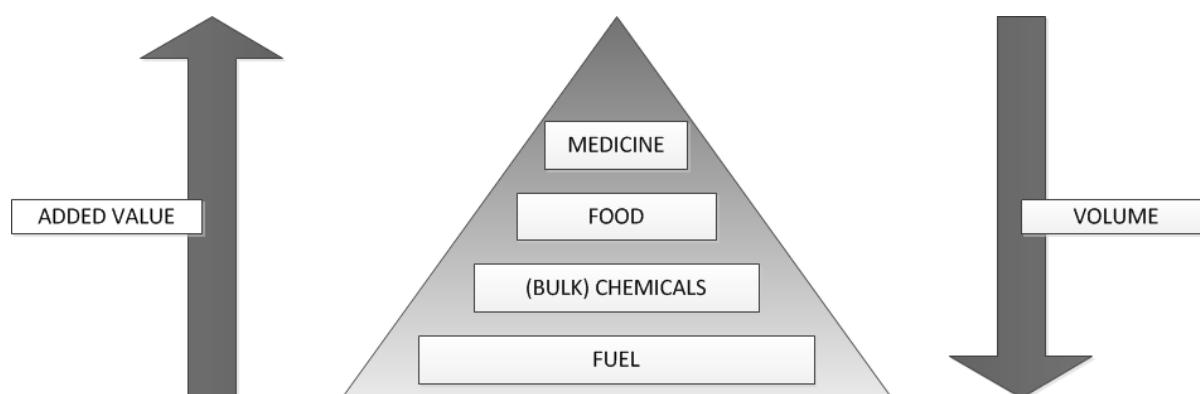 MEDICINE
ADDED VALUE
FOOD
VOLUME
(BULK) CHEMICALS
FUEL